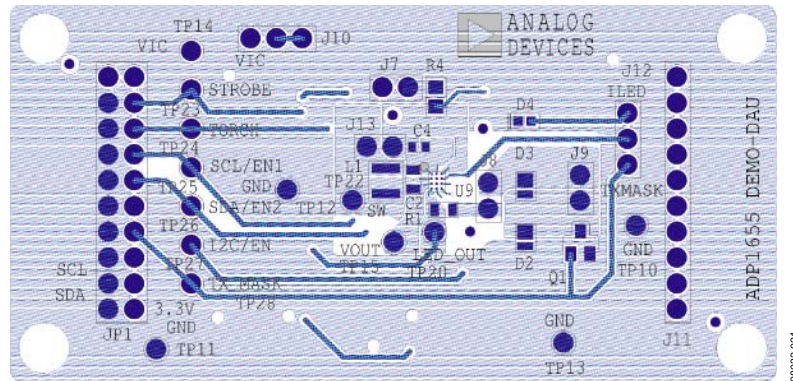 TP14
VIC
VIC
J10
ANALOG
DEVICES
J7
R4
J12
ILED
STROBE
TP23
D4
TORCH
J13
C4
TP24
SCL/EN1
L1
J8
D3
J9
GND
TP22
U9
TXMASK
TP25
SDA/EN2
TP12
SW
C2
R1
TP26
I2C/EN
VOUT
LED_OUT
GND
TP15
TP20
D2
TP10
SCL
TP27
TX_MASK
Q1
SDA
TP28
3.3V
GND
GND
JP1
TP11
TP13
J11
ADP1655 DEMO-DAU